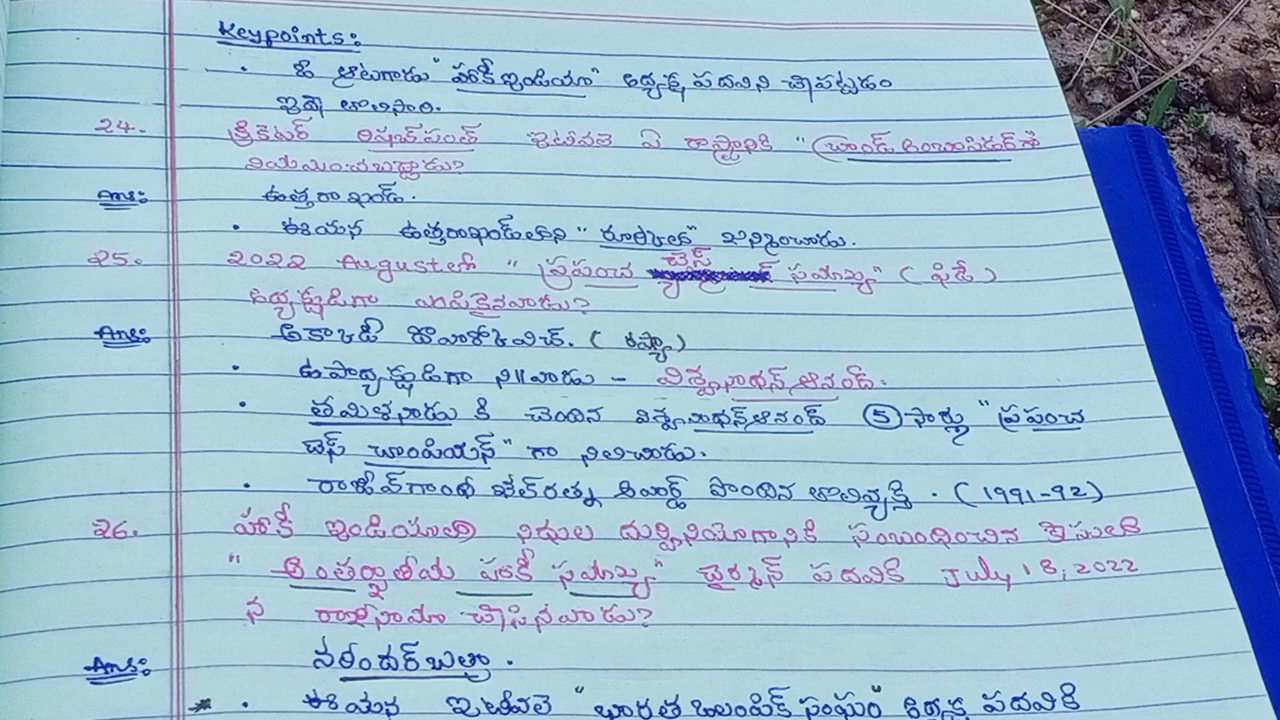 Keypoints:
• ఈ ఆటగాడు "హాకీ ఇండియా" అధ్యక్ష పదవిని చేపట్టడం
ఇదే తొలిసారి.
24. క్రికెటర్ రిషబ్ పంత్ ఇటీవలె ఏ రాష్ట్రానికి "బ్రాండ్ అంబాసిడర్"గా
నియమించబడ్డాడు?
Ans: ఉత్తరాఖండ్.
• ఈయన ఉత్తరాఖండ్ లోని "రూర్కెలా" జన్మించాడు.
25. 2022 Augustలో "ప్రపంచ చెస్ సమాఖ్య" (ఫిడే)
అధ్యక్షుడిగా ఎంపికైనవాడు?
Ans: అర్కాడీ డ్వొర్కోవిచ్. (రష్యా)
• ఉపాధ్యక్షుడిగా ని॥వాడు - విశ్వనాథన్ ఆనంద్.
• తమిళనాడు కి చెందిన విశ్వనాథన్ ఆనంద్ 5 సార్లు "ప్రపంచ
చెస్ చాంపియన్" గా నిలిచాడు.
• రాజీవ్ గాంధీ ఖేల్ రత్న అవార్డ్ పొందిన తొలివ్యక్తి. (1991-92)
26. హాకీ ఇండియాలో నిధుల దుర్వినియోగానికి సంబంధించిన కేసులో
"అంతర్జాతీయ హాకీ సమాఖ్య" చైర్మన్ పదవికి July 18, 2022
న రాజీనామా చేసినవాడు?
Ans: నరీందర్ బత్రా.
* • ఈయన ఇటీవలె "భారత ఒలంపిక్ సంఘం" అధ్యక్ష పదవికి